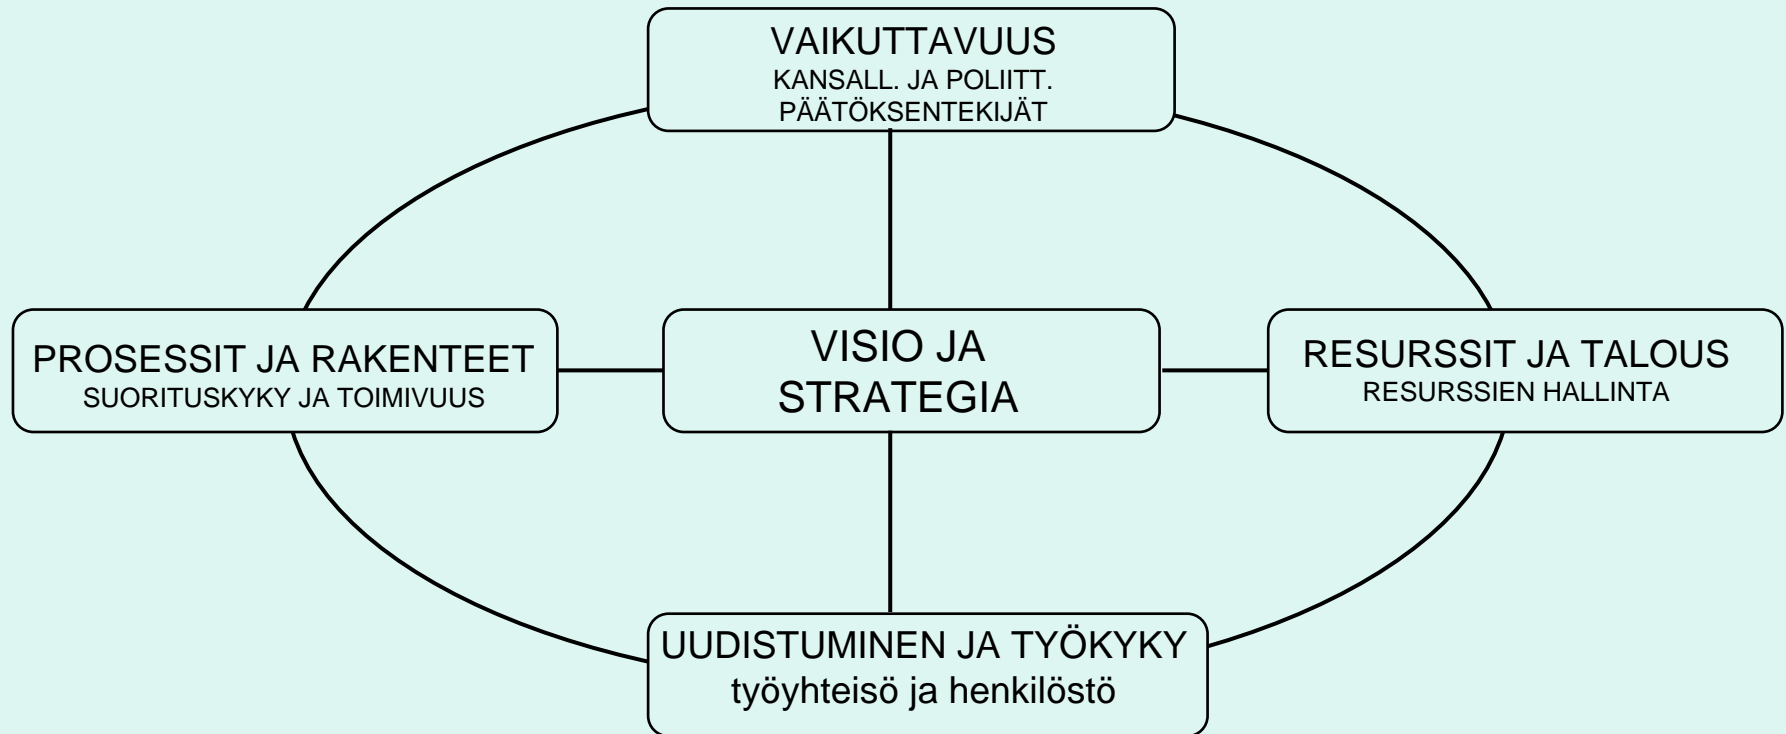 VAIKUTTAVUUS
KANSALL. JA POLIITT.
PÄÄTÖKSENTEKIJÄT
PROSESSIT JA RAKENTEET
SUORITUSKYKY JA TOIMIVUUS
VISIO JA
STRATEGIA
RESURSSIT JA TALOUS
RESURSSIEN HALLINTA
UUDISTUMINEN JA TYÖKYKY
työyhteisö ja henkilöstö